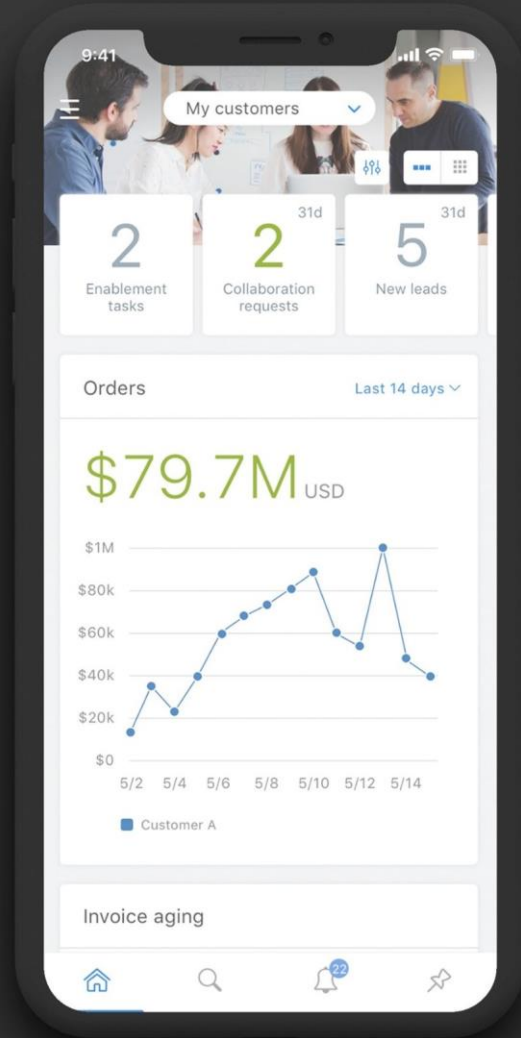 9:41
My customers
2
Enablement
tasks
31d
2
Collaboration
requests
31d
5
New leads
Orders
Last 14 days
$79.7M USD
$1M
$80k
$60k
$40k
$20k
$0
5/2 5/4 5/6 5/8 5/10 5/12 5/14
Customer A
Invoice aging
22